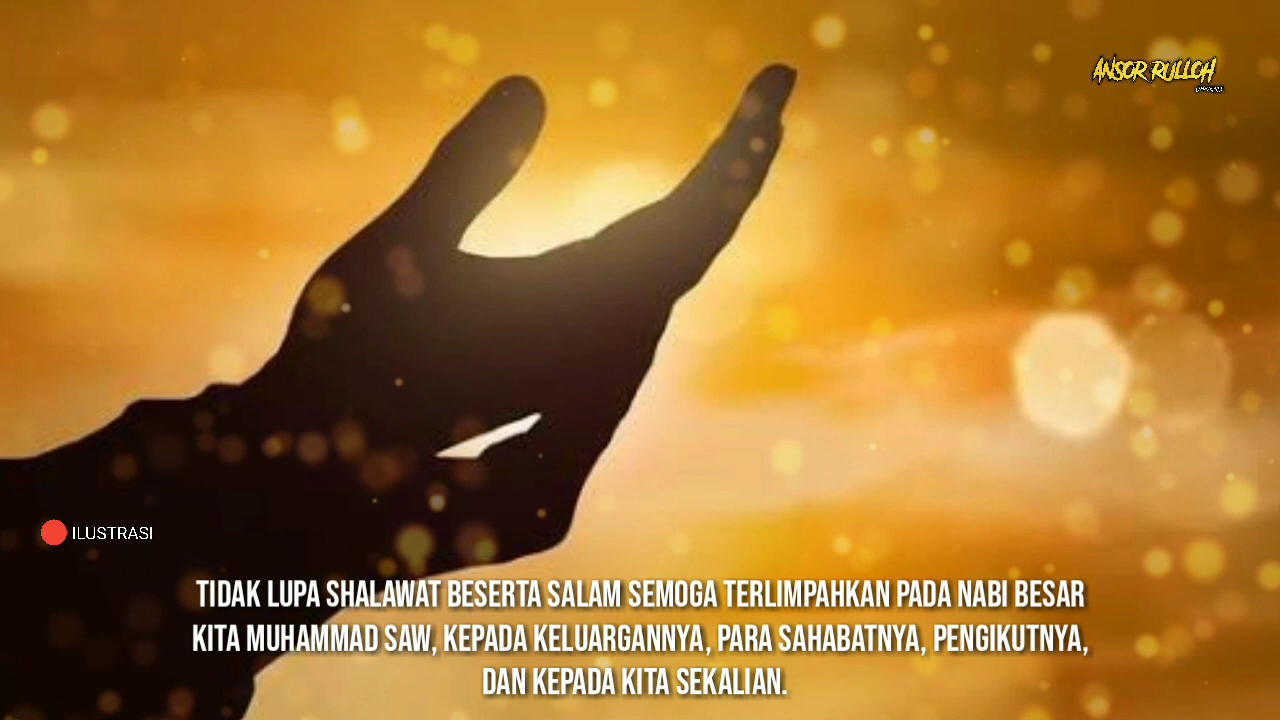 ANSOR RULLOH
ILUSTRASI
TIDAK LUPA SHALAWAT BESERTA SALAM SEMOGA TERLIMPAHKAN PADA NABI BESAR
KITA MUHAMMAD SAW, KEPADA KELUARGANNYA, PARA SAHABATNYA, PENGIKUTNYA,
DAN KEPADA KITA SEKALIAN.